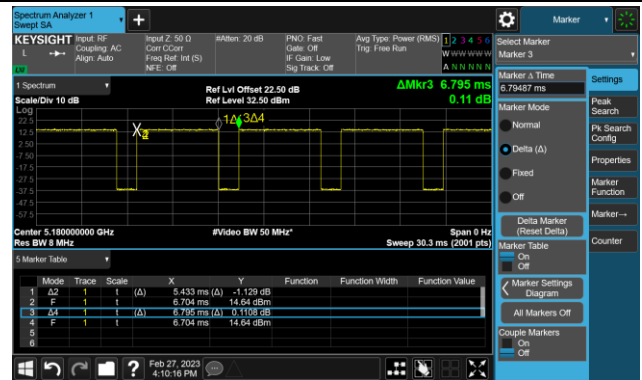 Spectrum Analyzer 1
Swept SA
Marker
KEYSIGHT Input: RF Input Z: 50 Ω #Atten: 20 dB PNO: Fast Avg Type: Power (RMS) 1 2 3 4 5 6
L Coupling: AC Corr CCorr Gate: Off Trig: Free Run W W W W W W
Align: Auto Freq Ref: Int (S) IF Gain: Low
LW NFE: Off Sig Track: Off A N N N N N
Select Marker
Marker 3
1 Spectrum
Ref Lvl Offset 22.50 dB ΔMkr3 6.795 ms
Scale/Div 10 dB Ref Level 32.50 dBm 0.11 dB
Log
22.5
12.5
2.50
-7.50
-17.5
-27.5
-37.5
-47.5
-57.5
X 2 1Δ 3Δ4
Center 5.180000000 GHz #Video BW 50 MHz* Span 0 Hz
Res BW 8 MHz Sweep 30.3 ms (2001 pts)
5 Marker Table
Mode Trace Scale X Y Function Function Width Function Value
1 Δ2 1 t (Δ) 5.433 ms (Δ) -1.129 dB
2 F 1 t 6.704 ms 14.64 dBm
3 Δ4 1 t (Δ) 6.795 ms (Δ) 0.1108 dB
4 F 1 t 6.704 ms 14.64 dBm
5
6
Marker Δ Time
6.79487 ms
Marker Mode
Normal
Delta (Δ)
Fixed
Off
Delta Marker
(Reset Delta)
Marker Table
On
Off
Marker Settings
Diagram
All Markers Off
Couple Markers
On
Off
Settings
Peak
Search
Pk Search
Config
Properties
Marker
Function
Marker→
Counter
? Feb 27, 2023
4:10:16 PM